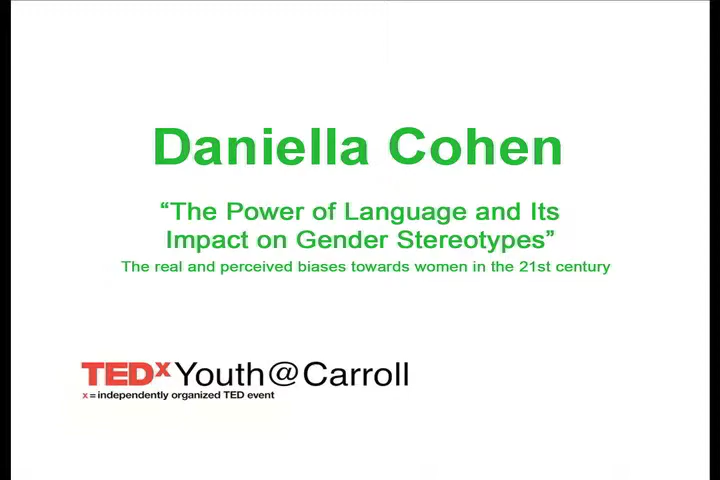 Daniella Cohen
“The Power of Language and Its
Impact on Gender Stereotypes”
The real and perceived biases towards women in the 21st century
TEDx Youth@Carroll
x = independently organized TED event